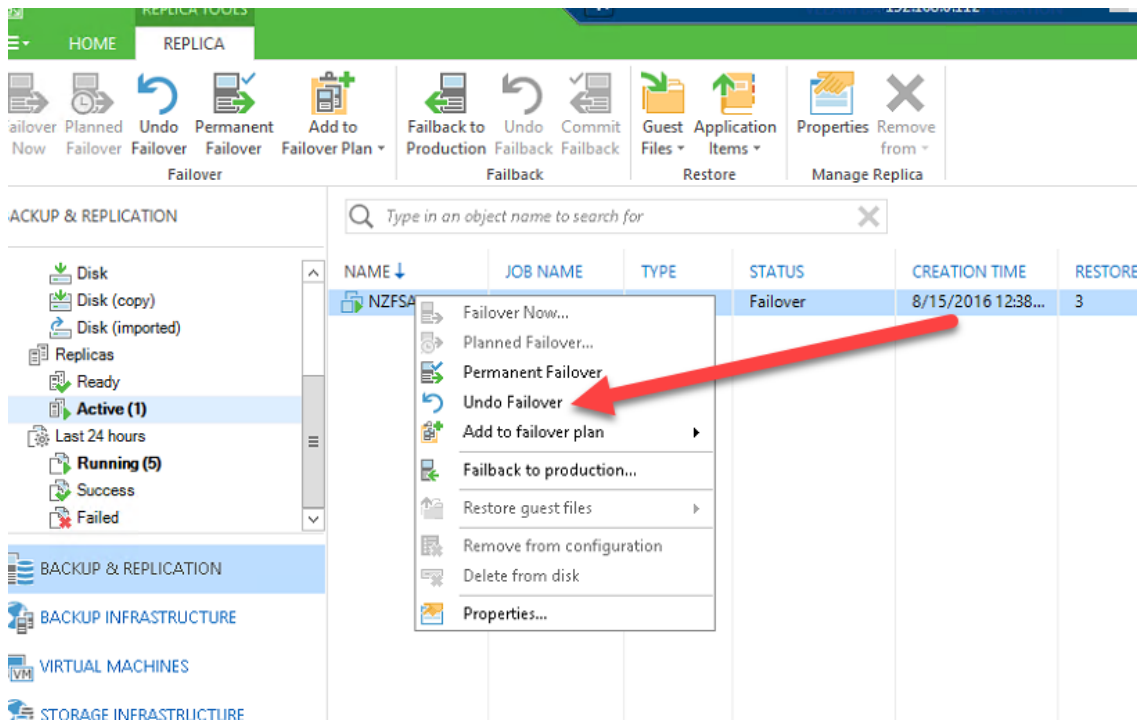 REPLICA TOOLS
HOME REPLICA
Planned Undo Permanent Add to Failback to Undo Commit Guest Application Properties Remove
Now Failover Failover Failover Failover Plan Production Failback Failback Files Items from
Failover Failback Restore Manage Replica
BACKUP & REPLICATION
Type in an object name to search for
Disk
Disk (copy)
Disk (imported)
Replicas
Ready
Active (1)
Last 24 hours
Running (5)
Success
Failed
BACKUP & REPLICATION
BACKUP INFRASTRUCTURE
VIRTUAL MACHINES
STORAGE INFRASTRUCTURE
NAME JOB NAME TYPE STATUS CREATION TIME RESTORE
NZFSA Failover 8/15/2016 12:38... 3
Failover Now...
Planned Failover...
Permanent Failover
Undo Failover
Add to failover plan
Failback to production...
Restore guest files
Remove from configuration
Delete from disk
Properties...